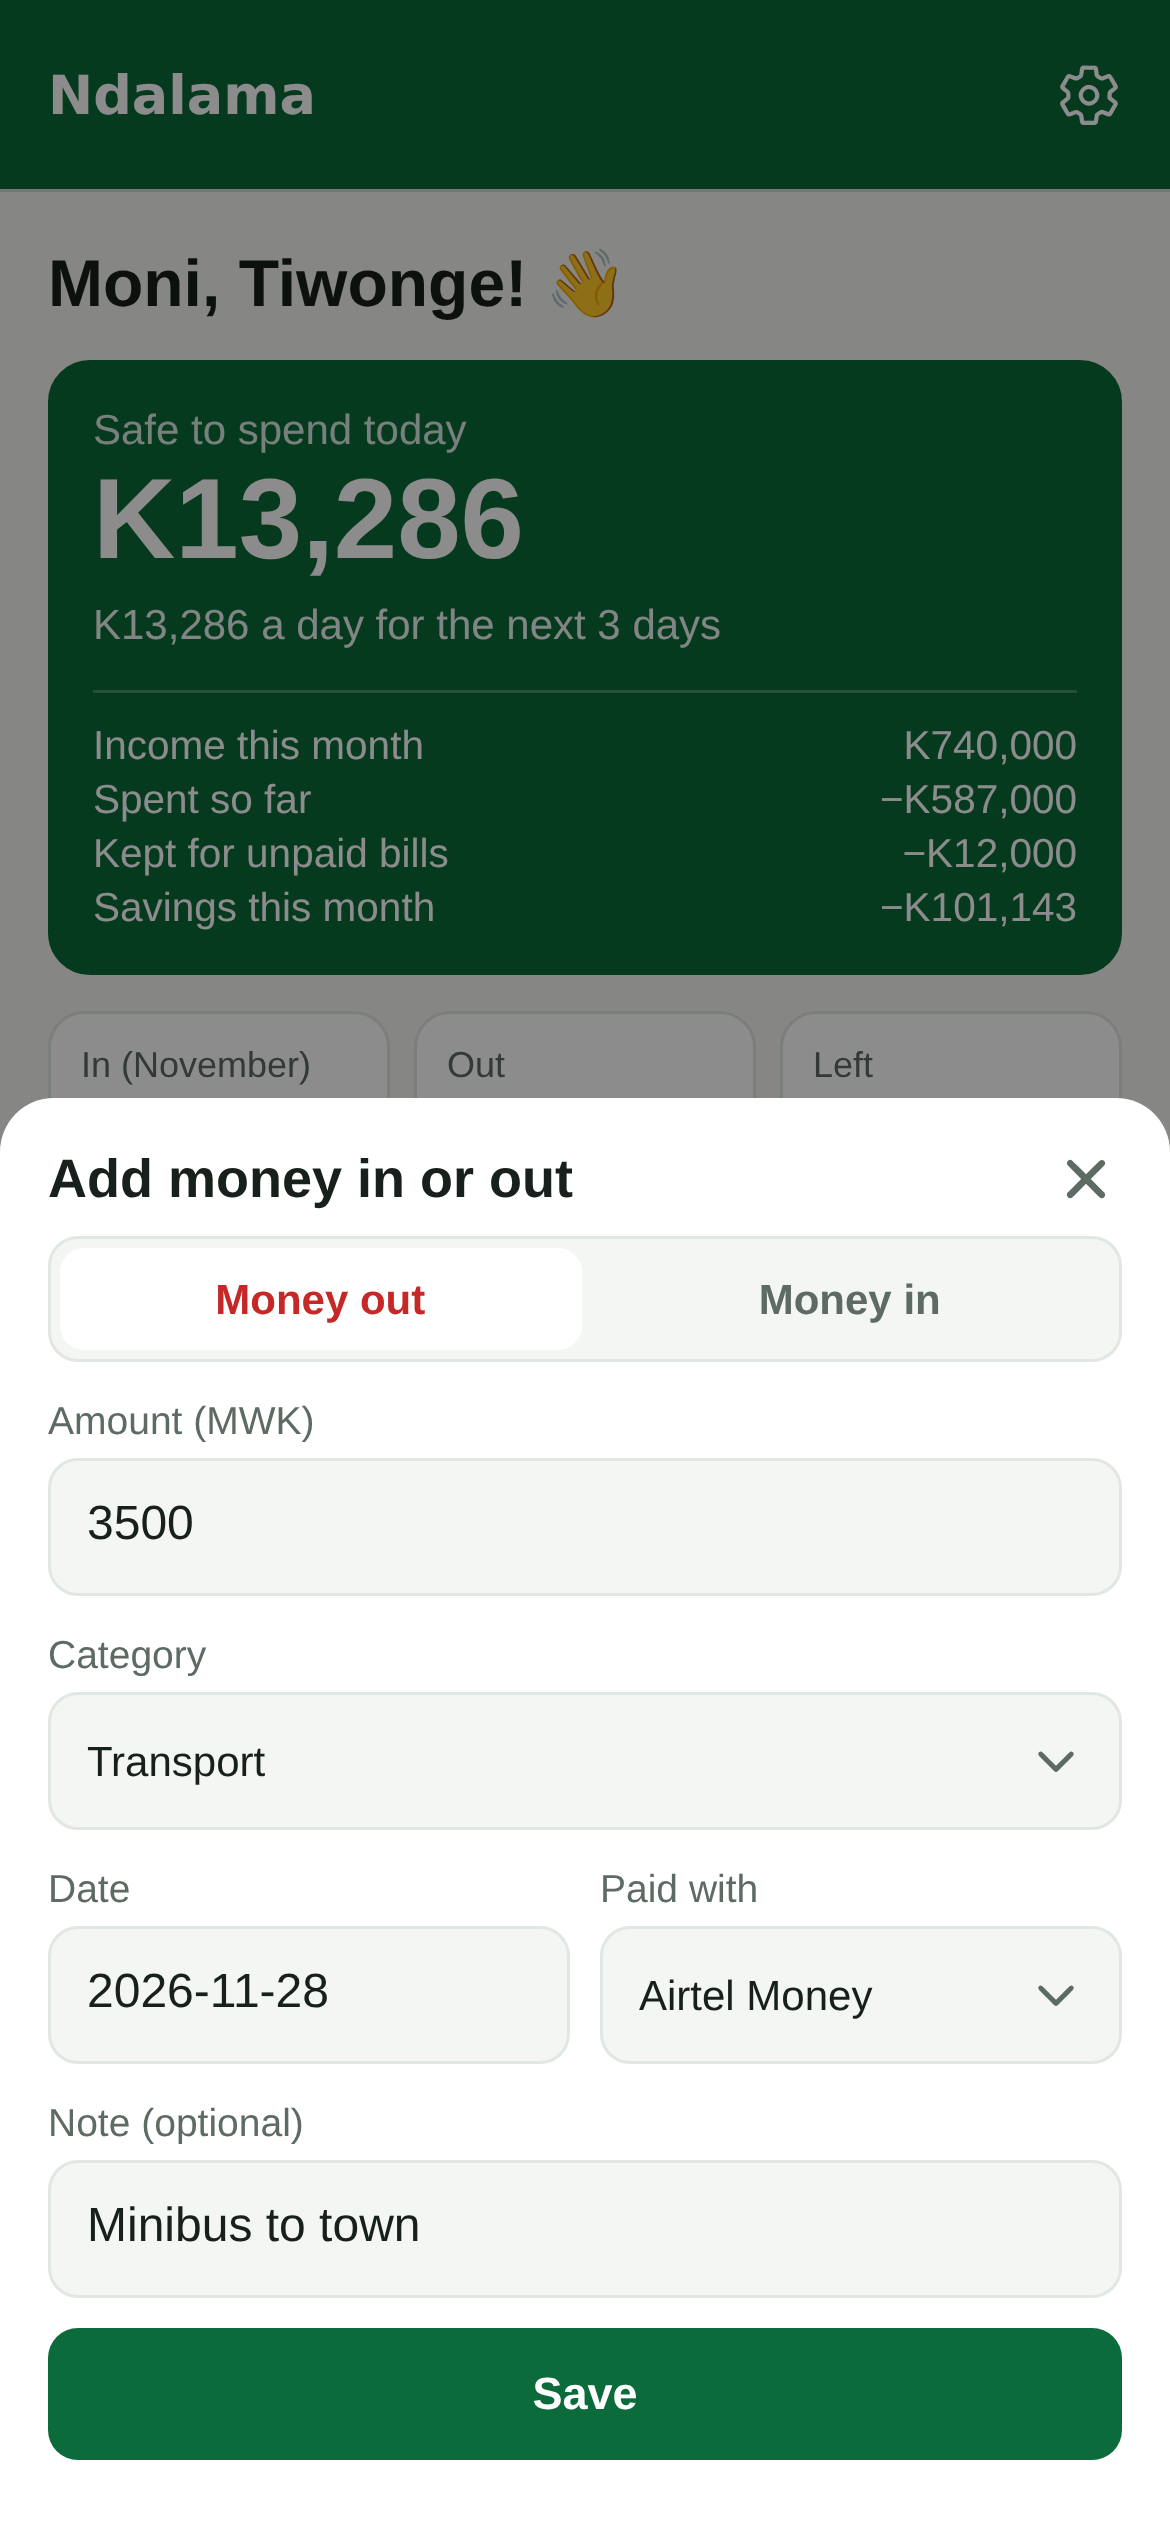 Ndalama
Moni, Tiwonge! 👋
Safe to spend today
K13,286
K13,286 a day for the next 3 days
Income this month K740,000
Spent so far −K587,000
Kept for unpaid bills −K12,000
Savings this month −K101,143
In (November) Out Left
Add money in or out
Money out Money in
Amount (MWK)
3500
Category
Transport
Date Paid with
2026-11-28 Airtel Money
Note (optional)
Minibus to town
Save